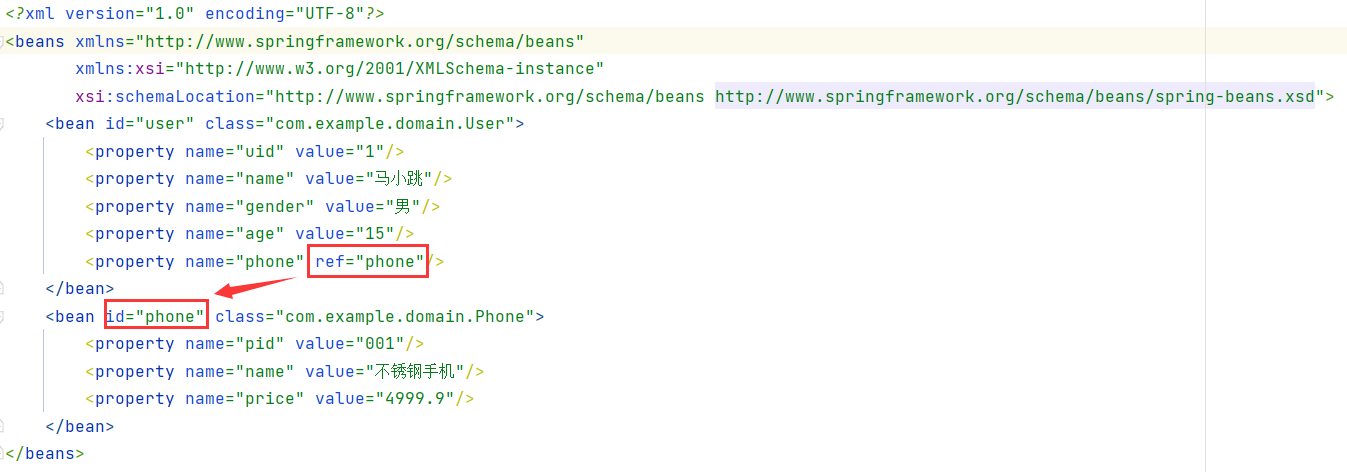 <?xml version="1.0" encoding="UTF-8"?>
<beans xmlns="http://www.springframework.org/schema/beans"
       xmlns:xsi="http://www.w3.org/2001/XMLSchema-instance"
       xsi:schemaLocation="http://www.springframework.org/schema/beans http://www.springframework.org/schema/beans/spring-beans.xsd">
    <bean id="user" class="com.example.domain.User">
        <property name="uid" value="1"/>
        <property name="name" value="马小跳"/>
        <property name="gender" value="男"/>
        <property name="age" value="15"/>
        <property name="phone" ref="phone"/>
    </bean>
    <bean id="phone" class="com.example.domain.Phone">
        <property name="pid" value="001"/>
        <property name="name" value="不锈钢手机"/>
        <property name="price" value="4999.9"/>
    </bean>
</beans>